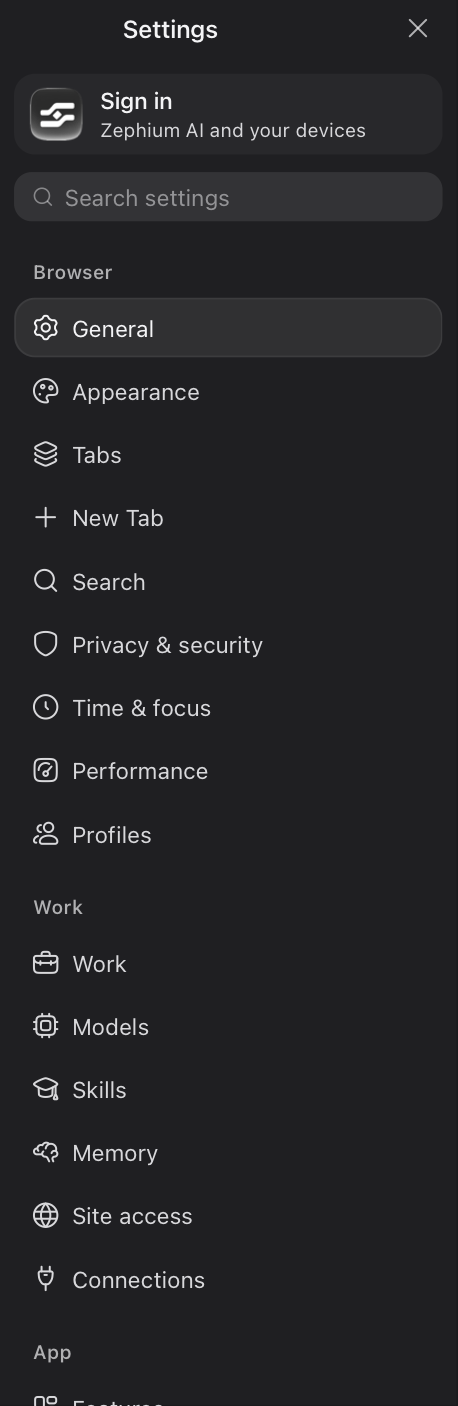 Settings
Sign in
Zephium AI and your devices
Search settings
Browser
General
Appearance
Tabs
New Tab
Search
Privacy & security
Time & focus
Performance
Profiles
Work
Work
Models
Skills
Memory
Site access
Connections
App
Features